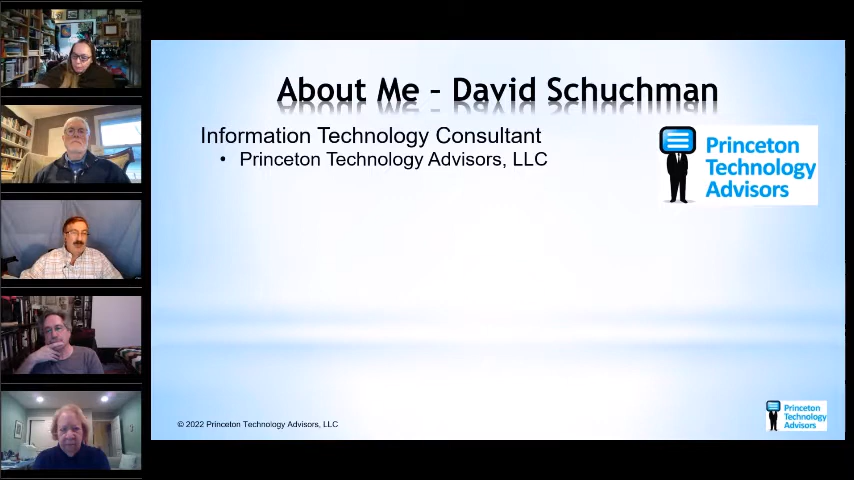 About Me – David Schuchman
Information Technology Consultant
• Princeton Technology Advisors, LLC
Princeton
Technology
Advisors
© 2022 Princeton Technology Advisors, LLC
Princeton
Technology
Advisors